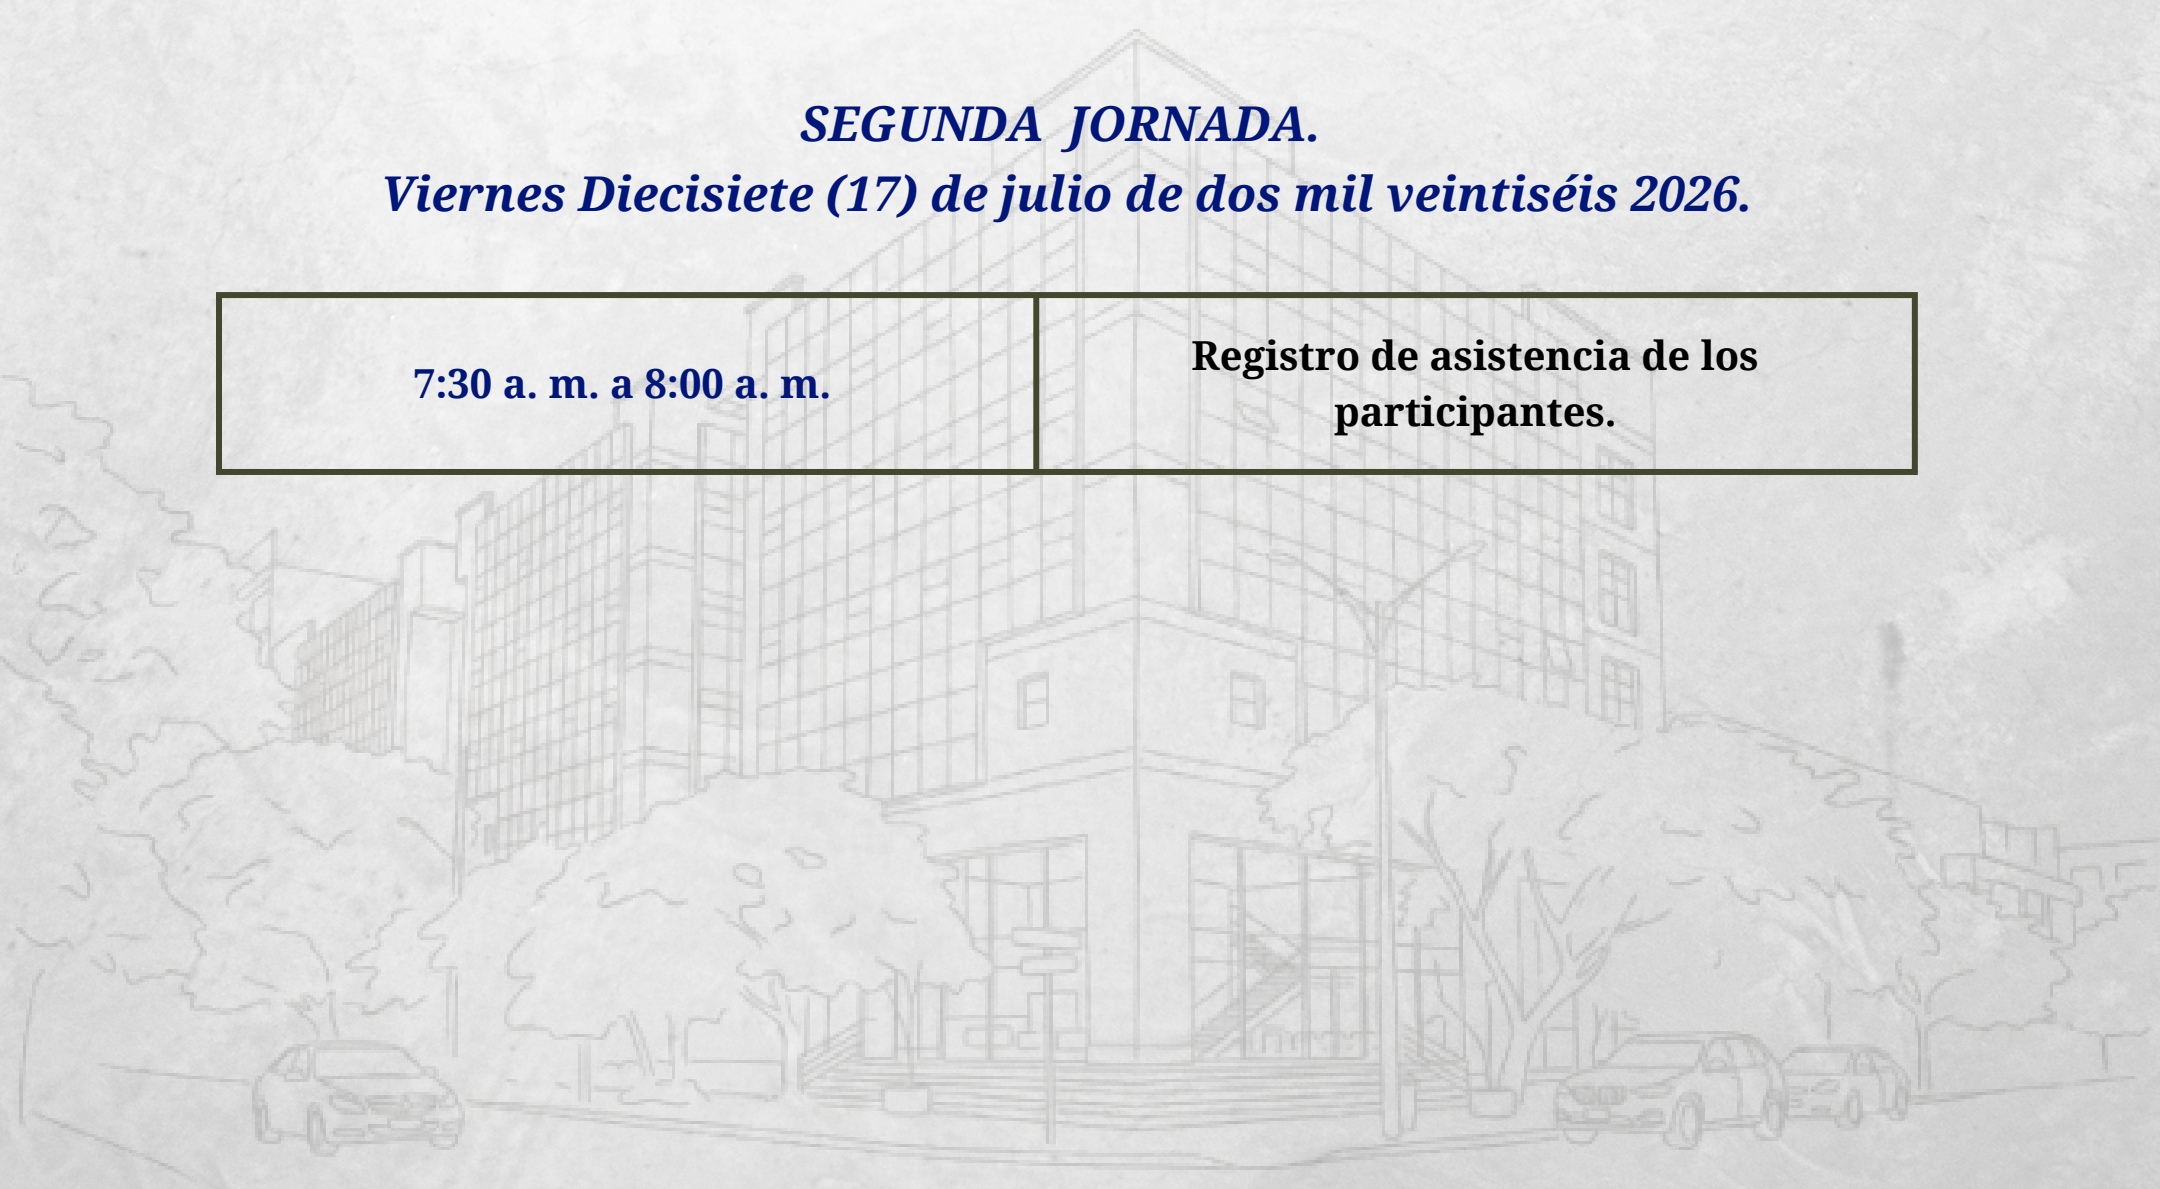 SEGUNDA JORNADA.
Viernes Diecisiete (17) de julio de dos mil veintiséis 2026.
7:30 a. m. a 8:00 a. m.
Registro de asistencia de los
participantes.